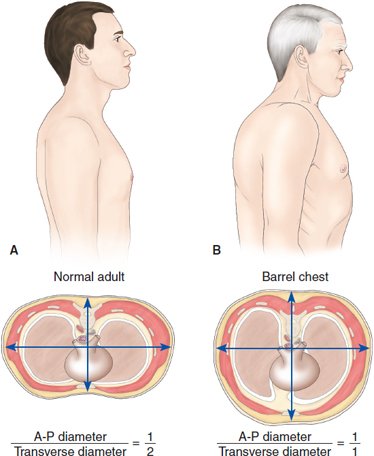 A
B
Normal adult
Barrel chest
A-P diameter
Transverse diameter
=
1
2
A-P diameter
Transverse diameter
=
1
1